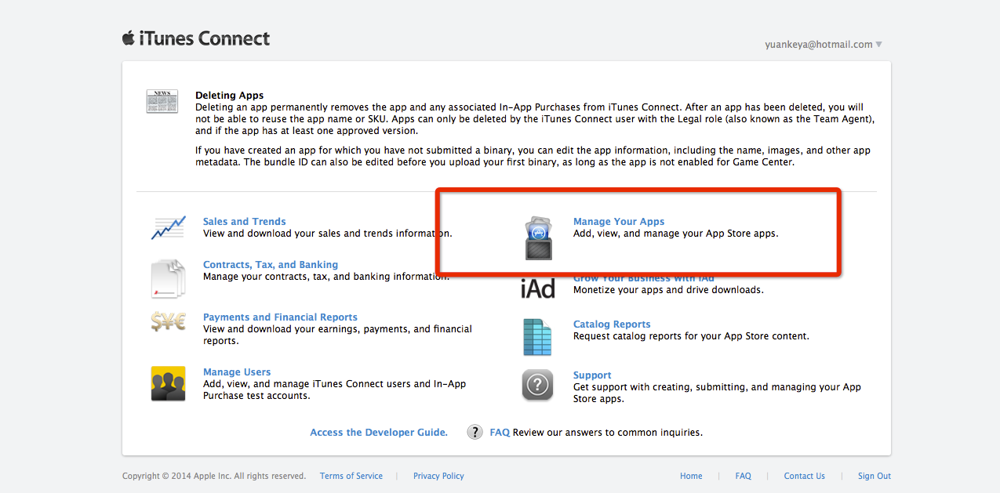 iTunes Connect
yuankeya@hotmail.com
NEWS
Deleting Apps
Deleting an app permanently removes the app and any associated In-App Purchases from iTunes Connect. After an app has been deleted, you will
not be able to reuse the app name or SKU. Apps can only be deleted by the iTunes Connect user with the Legal role (also known as the Team Agent),
and if the app has at least one approved version.
If you have created an app for which you have not submitted a binary, you can edit the app information, including the name, images, and other app
metadata. The bundle ID can also be edited before you upload your first binary, as long as the app is not enabled for Game Center.
Sales and Trends
View and download your sales and trends information.
Contracts, Tax, and Banking
Manage your contracts, tax, and banking information.
$¥€
Payments and Financial Reports
View and download your earnings, payments, and financial
reports.
Manage Users
Add, view, and manage iTunes Connect users and In-App
Purchase test accounts.
Manage Your Apps
Add, view, and manage your App Store apps.
iAd
Grow Your Business With iAd
Monetize your apps and drive downloads.
Catalog Reports
Request catalog reports for your App Store content.
?
Support
Get support with creating, submitting, and managing your App
Store apps.
Access the Developer Guide.
? FAQ Review our answers to common inquiries.
Copyright © 2014 Apple Inc. All rights reserved. Terms of Service | Privacy Policy
Home | FAQ | Contact Us | Sign Out